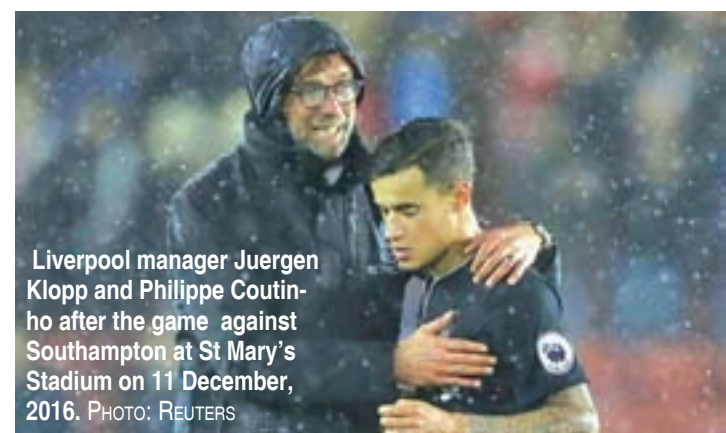 Liverpool manager Juergen
Klopp and Philippe Coutin-
ho after the game against
Southampton at St Mary's
Stadium on 11 December,
2016. PHOTO: REUTERS